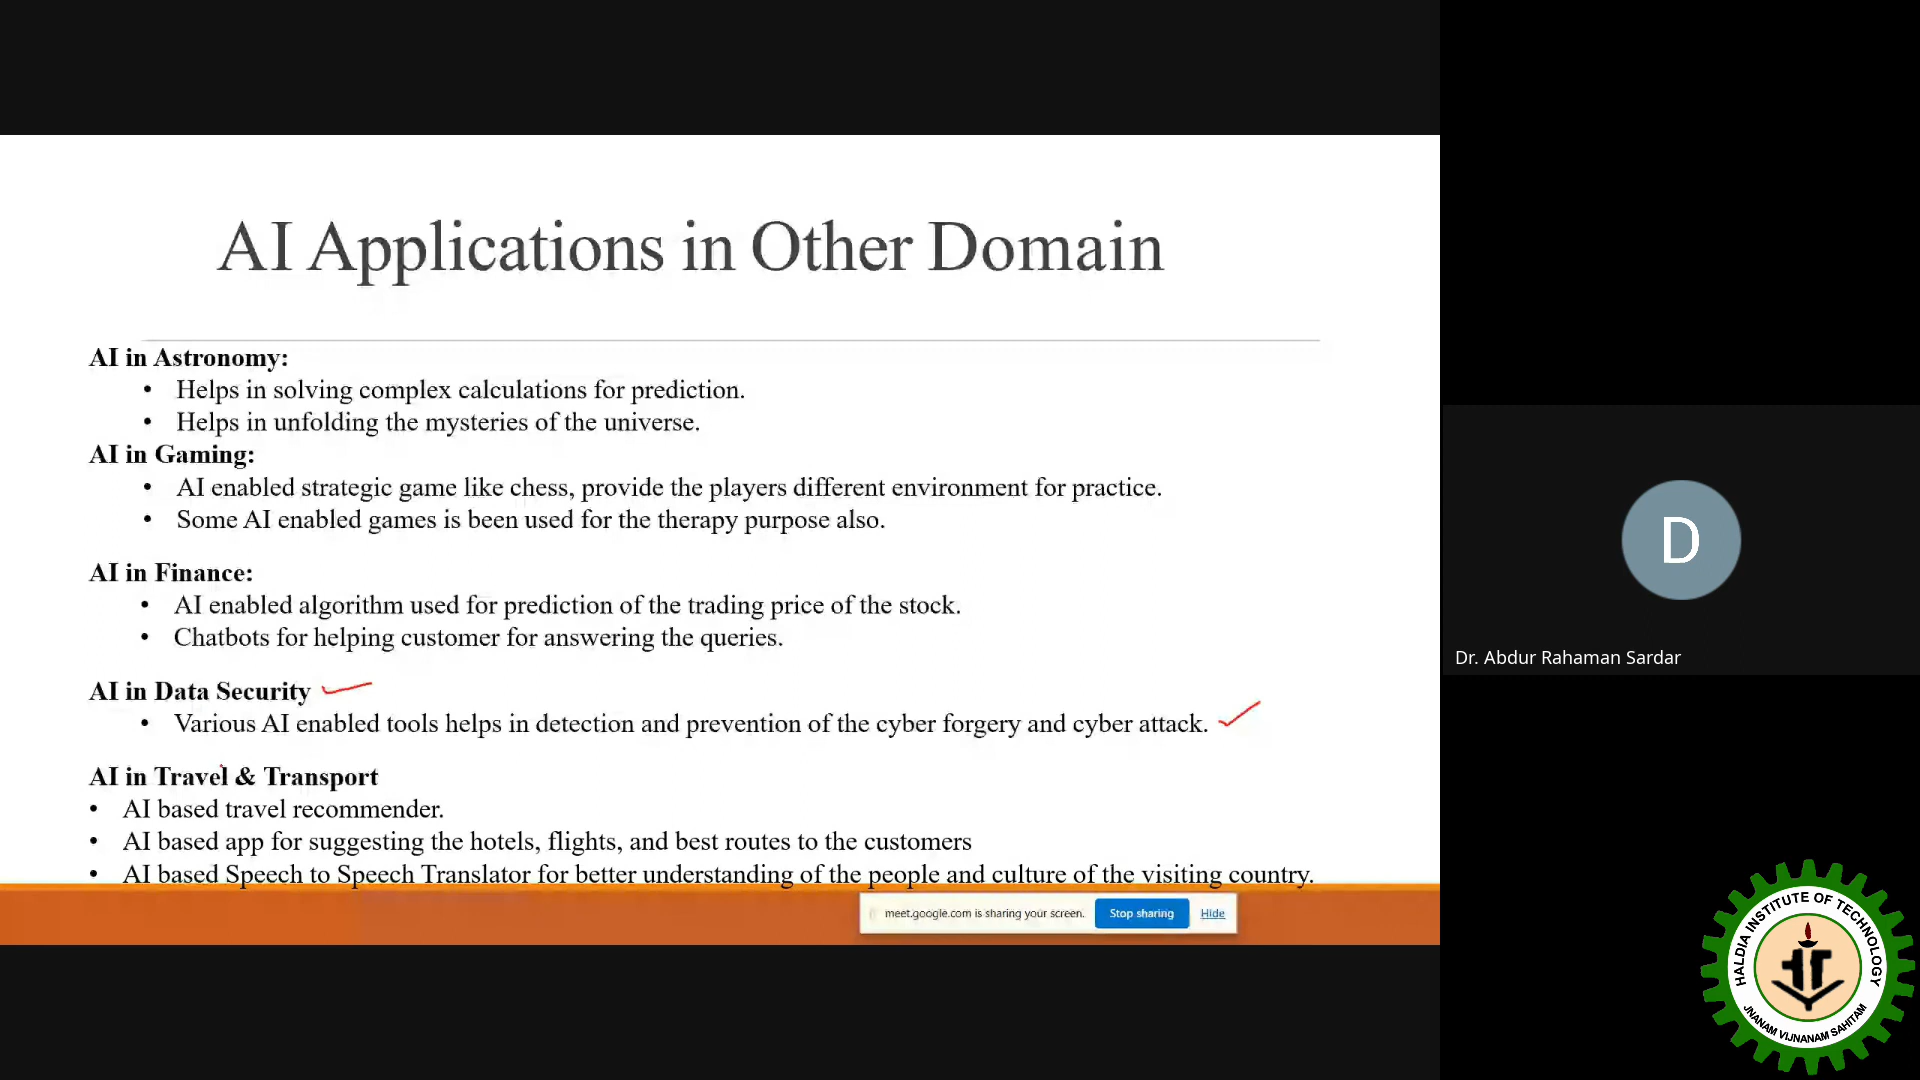 AI Applications in Other Domain
AI in Astronomy:
• Helps in solving complex calculations for prediction.
• Helps in unfolding the mysteries of the universe.
AI in Gaming:
• AI enabled strategic game like chess, provide the players different environment for practice.
• Some AI enabled games is been used for the therapy purpose also.
AI in Finance:
• AI enabled algorithm used for prediction of the trading price of the stock.
• Chatbots for helping customer for answering the queries.
AI in Data Security
• Various AI enabled tools helps in detection and prevention of the cyber forgery and cyber attack.
AI in Travel & Transport
• AI based travel recommender.
• AI based app for suggesting the hotels, flights, and best routes to the customers
• AI based Speech to Speech Translator for better understanding of the people and culture of the visiting country.
meet.google.com is sharing your screen. Stop sharing Hide
D
Dr. Abdur Rahaman Sardar
HALDIA INSTITUTE OF TECHNOLOGY
JNANAM VIJNANAM SAHITAM